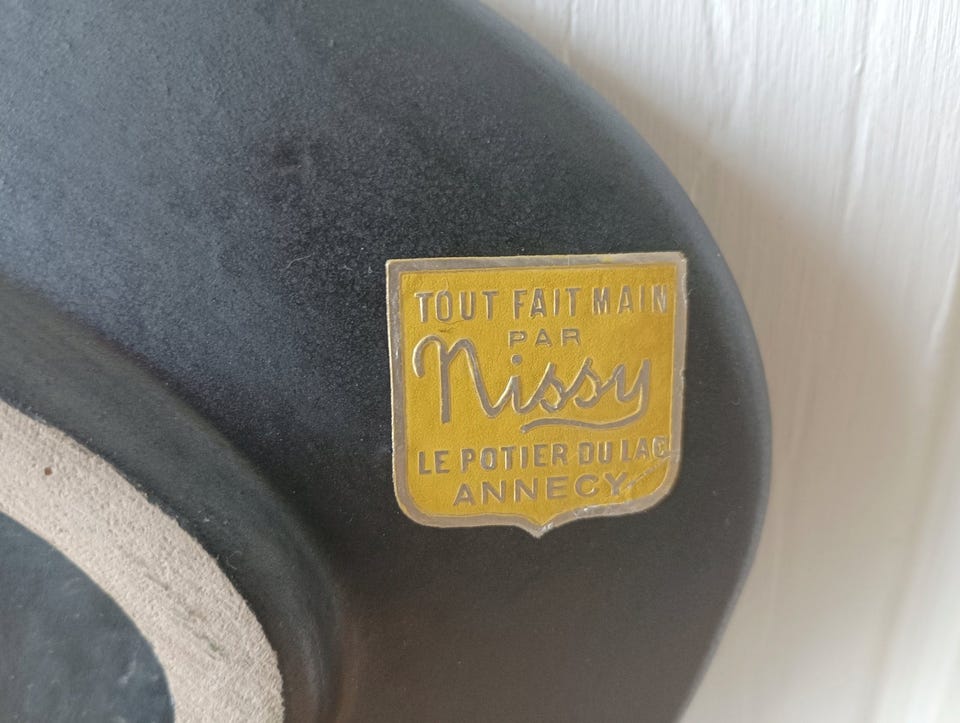 TOUT FAIT MAIN
PAR
Nissy
LE POTIER DU LAC
ANNECY